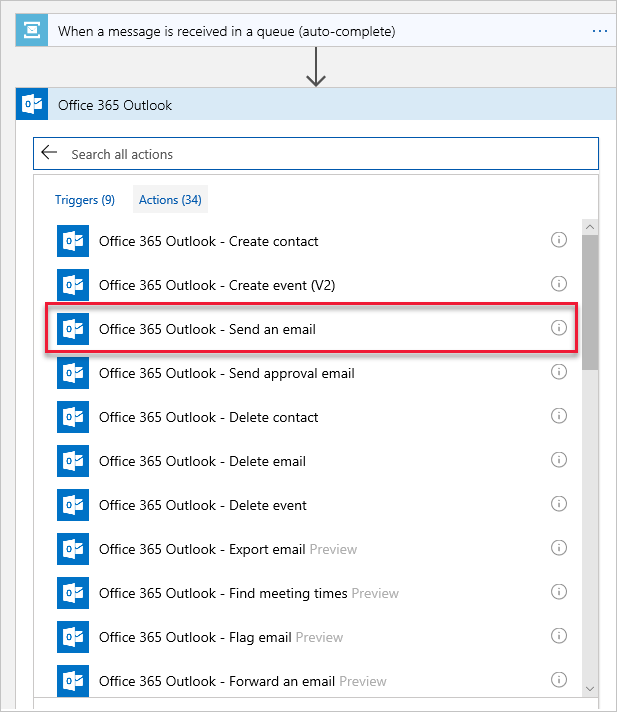 When a message is received in a queue (auto-complete)
Office 365 Outlook
Search all actions
Triggers (9) Actions (34)
Office 365 Outlook - Create contact
Office 365 Outlook - Create event (V2)
Office 365 Outlook - Send an email
Office 365 Outlook - Send approval email
Office 365 Outlook - Delete contact
Office 365 Outlook - Delete email
Office 365 Outlook - Delete event
Office 365 Outlook - Export email Preview
Office 365 Outlook - Find meeting times Preview
Office 365 Outlook - Flag email Preview
Office 365 Outlook - Forward an email Preview